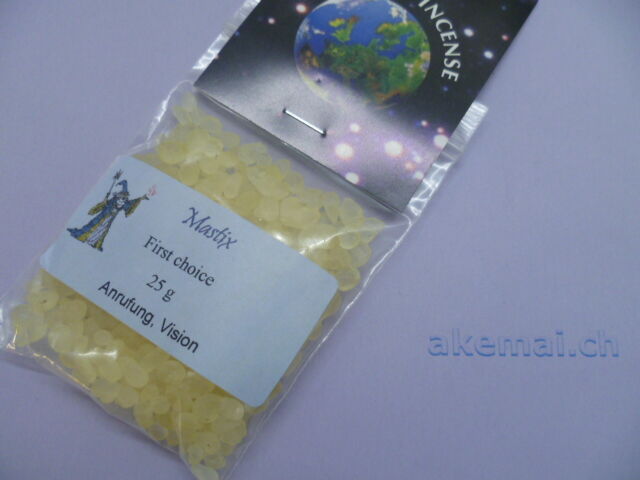 INCENSE
Mastix
First choice
25 g
Anrufung, Vision
akemai.ch